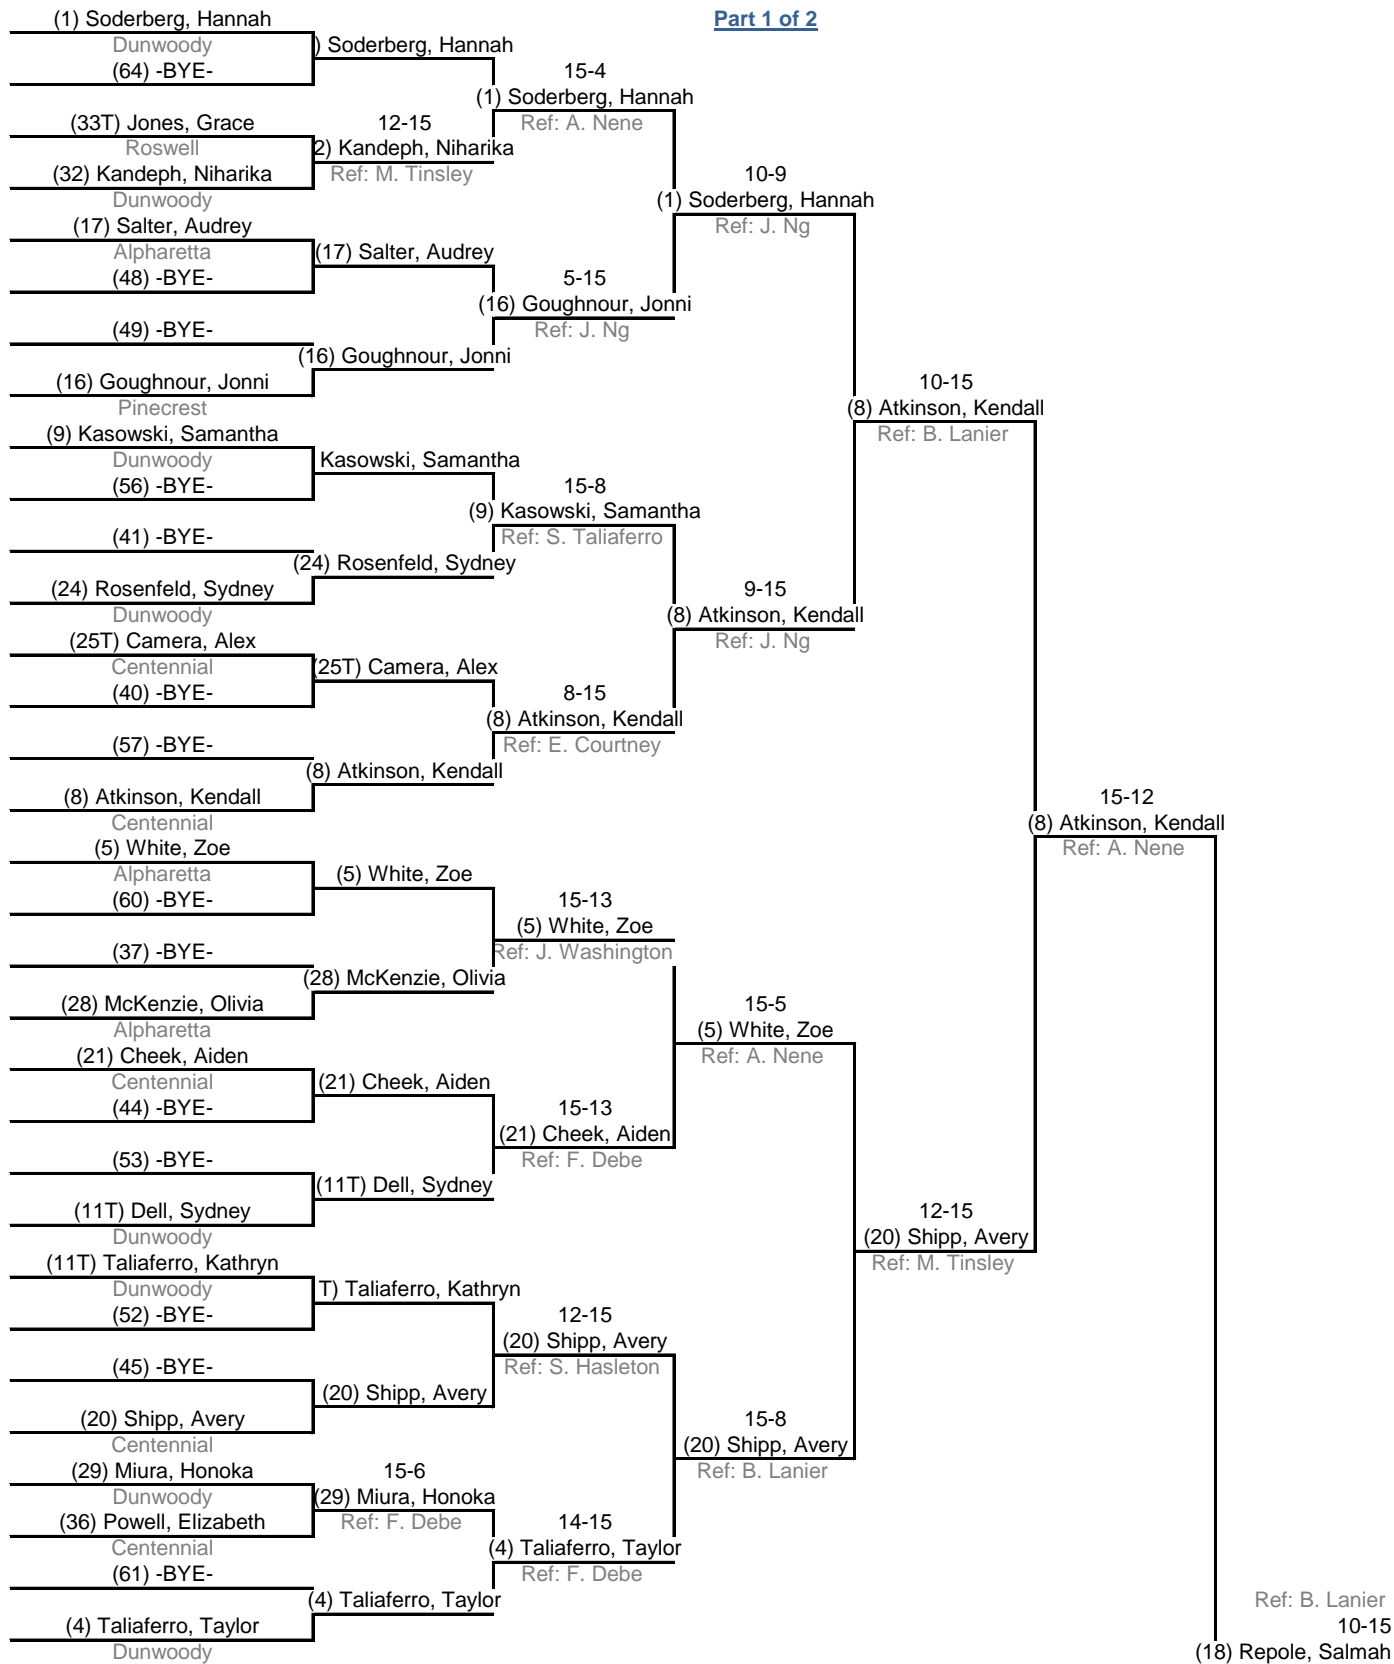 Part 1 of 2
(1) Soderberg, Hannah
Dunwoody
(64) -BYE-
(33T) Jones, Grace
Roswell
(32) Kandeph, Niharika
Dunwoody
(17) Salter, Audrey
Alpharetta
(48) -BYE-
(49) -BYE-
(16) Goughnour, Jonni
Pinecrest
(9) Kasowski, Samantha
Dunwoody
(56) -BYE-
(41) -BYE-
(24) Rosenfeld, Sydney
Dunwoody
(25T) Camera, Alex
Centennial
(40) -BYE-
(57) -BYE-
(8) Atkinson, Kendall
Centennial
(5) White, Zoe
Alpharetta
(60) -BYE-
(37) -BYE-
(28) McKenzie, Olivia
Alpharetta
(21) Cheek, Aiden
Centennial
(44) -BYE-
(53) -BYE-
(11T) Dell, Sydney
Dunwoody
(11T) Taliaferro, Kathryn
Dunwoody
(52) -BYE-
(45) -BYE-
(20) Shipp, Avery
Centennial
(29) Miura, Honoka
Dunwoody
(36) Powell, Elizabeth
Centennial
(61) -BYE-
(4) Taliaferro, Taylor
Dunwoody
) Soderberg, Hannah
12-15
2) Kandeph, Niharika
Ref: M. Tinsley
(17) Salter, Audrey
(16) Goughnour, Jonni
Kasowski, Samantha
(24) Rosenfeld, Sydney
(25T) Camera, Alex
(8) Atkinson, Kendall
(5) White, Zoe
(28) McKenzie, Olivia
(21) Cheek, Aiden
(11T) Dell, Sydney
T) Taliaferro, Kathryn
(20) Shipp, Avery
15-6
(29) Miura, Honoka
Ref: F. Debe
(4) Taliaferro, Taylor
15-4
(1) Soderberg, Hannah
Ref: A. Nene
5-15
(16) Goughnour, Jonni
Ref: J. Ng
15-8
(9) Kasowski, Samantha
Ref: S. Taliaferro
8-15
(8) Atkinson, Kendall
Ref: E. Courtney
15-13
(5) White, Zoe
Ref: J. Washington
15-13
(21) Cheek, Aiden
Ref: F. Debe
12-15
(20) Shipp, Avery
Ref: S. Hasleton
14-15
(4) Taliaferro, Taylor
Ref: F. Debe
10-9
(1) Soderberg, Hannah
Ref: J. Ng
9-15
(8) Atkinson, Kendall
Ref: J. Ng
15-5
(5) White, Zoe
Ref: A. Nene
15-8
(20) Shipp, Avery
Ref: B. Lanier
10-15
(8) Atkinson, Kendall
Ref: B. Lanier
12-15
(20) Shipp, Avery
Ref: M. Tinsley
15-12
(8) Atkinson, Kendall
Ref: A. Nene
Ref: B. Lanier
10-15
(18) Repole, Salmah